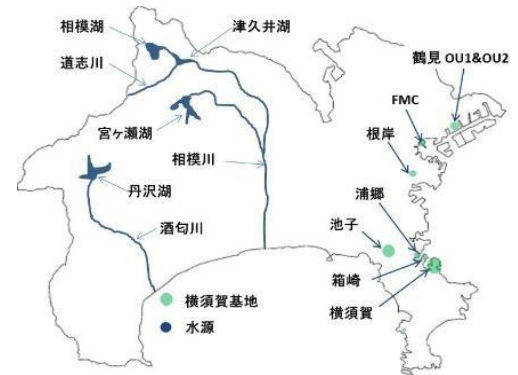 相模湖
津久井湖
道志川
鶴見 OU1&OU2
FMC
宮ヶ瀬湖
根岸
相模川
丹沢湖
浦郷
池子
酒匂川
箱崎
横須賀
横須賀基地
水源